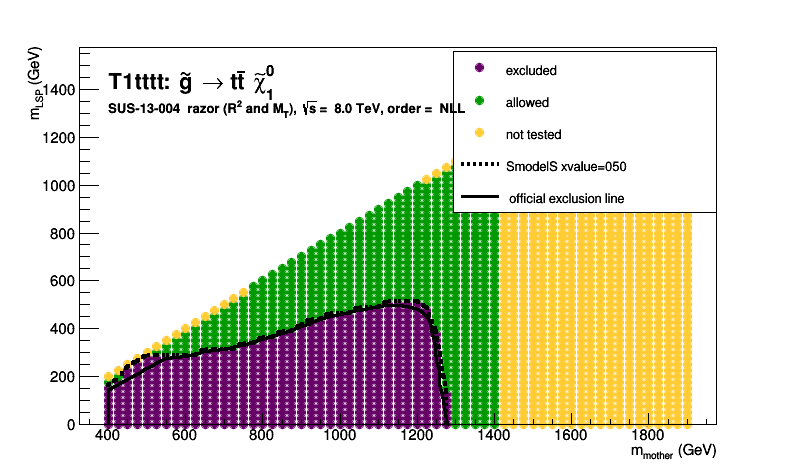 T1tttt: g̃ → tt̄ χ̃₁⁰
SUS-13-004 razor (R² and M_T), √s = 8.0 TeV, order = NLL
excluded
allowed
not tested
SmodelS xvalue=050
official exclusion line
m_LSP (GeV)
1400
1200
1000
800
600
400
200
0
400 600 800 1000 1200 1400 1600 1800
m_mother (GeV)